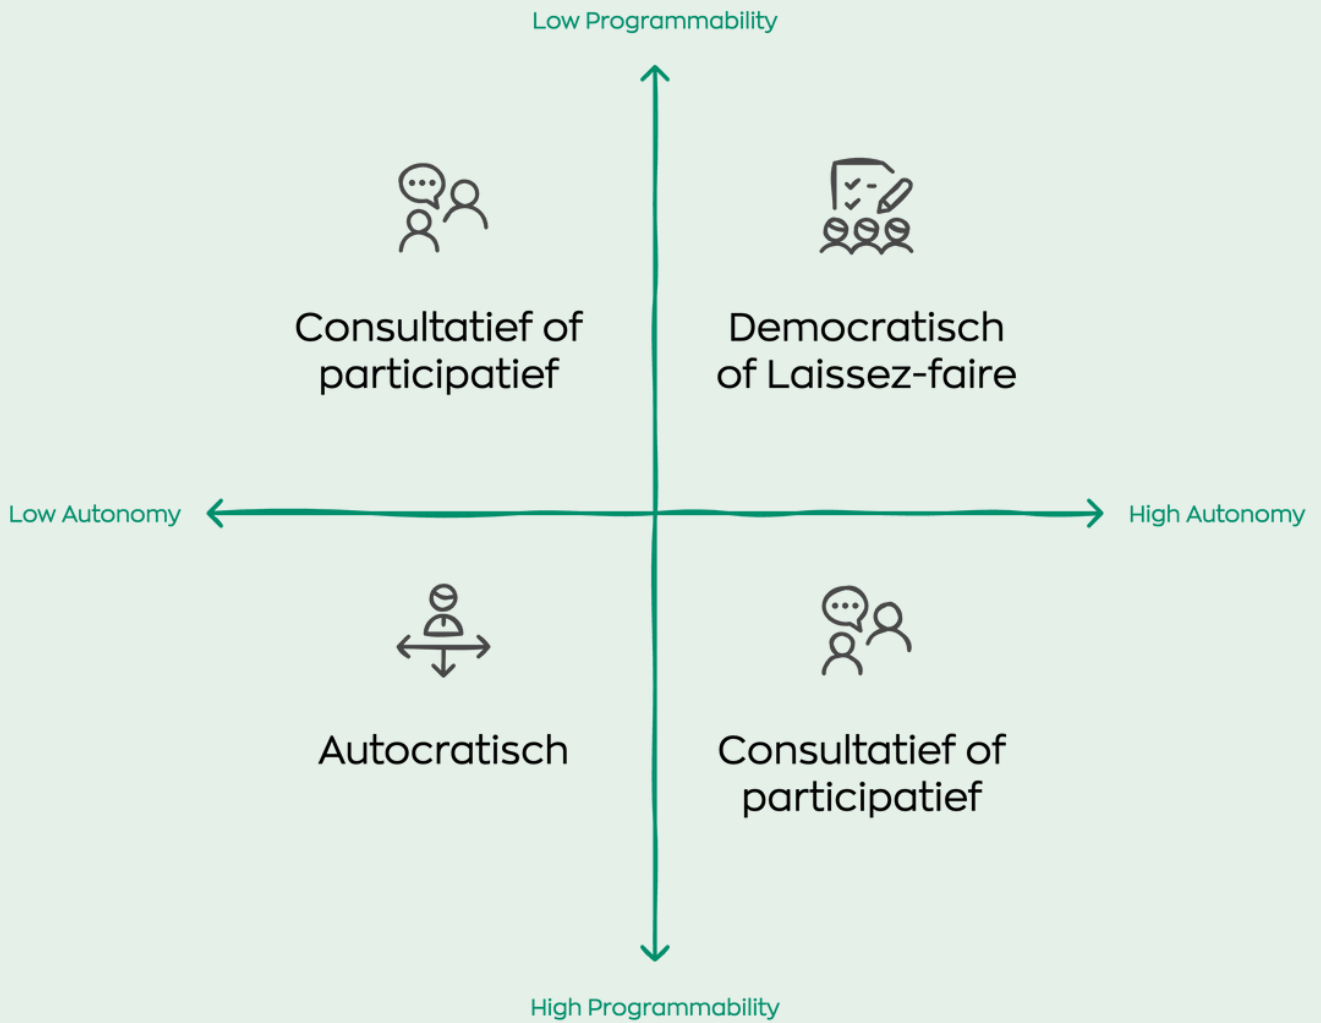 Low Programmability
Consultatief of
participatief
Democratisch
of Laissez-faire
Low Autonomy
High Autonomy
Autocratisch
Consultatief of
participatief
High Programmability